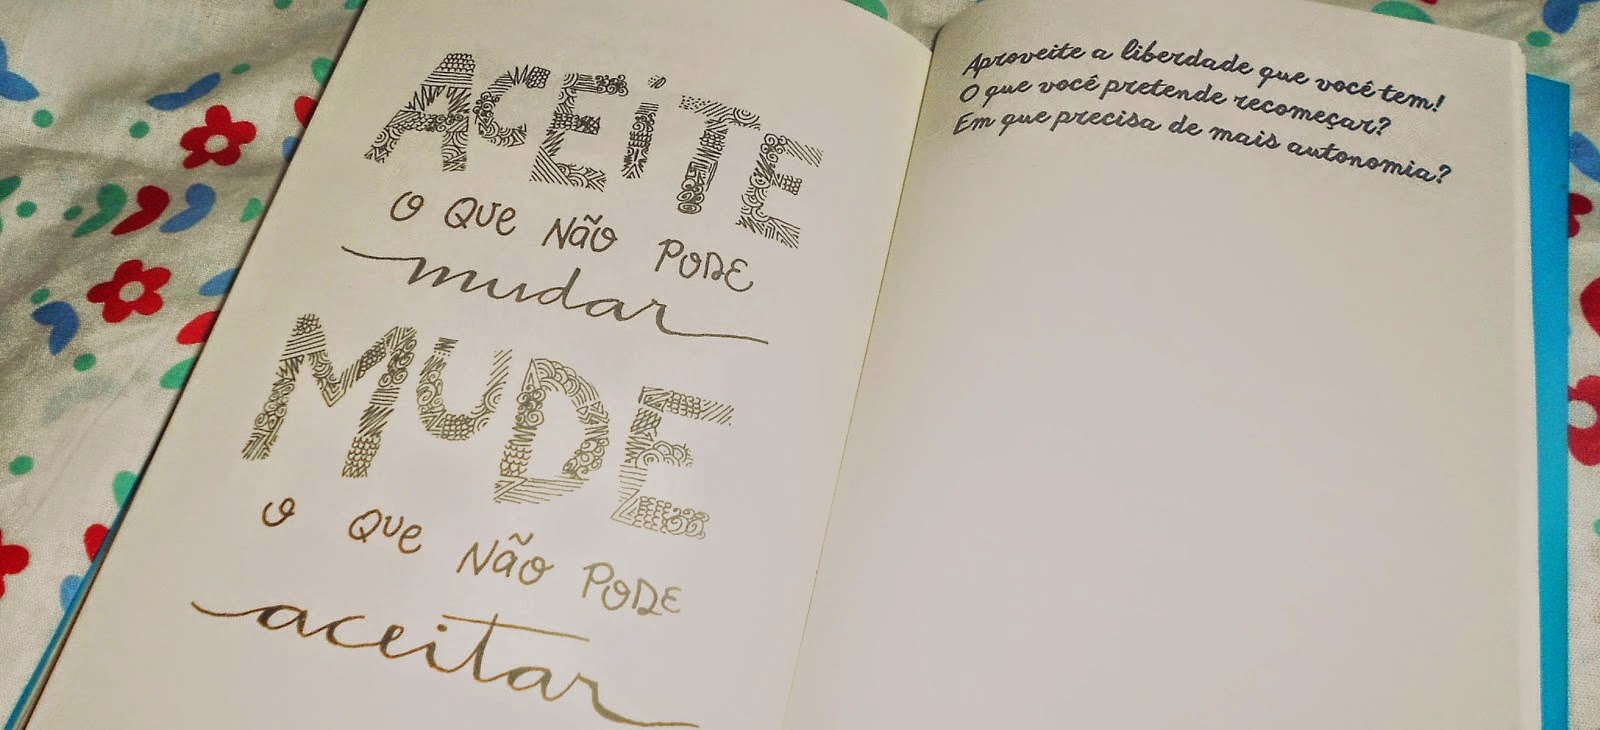 ACEiTE
O QUE NÃO PODE
mudar
MUDE
O QUE NÃO PODE
aceitar
Aproveite a liberdade que você tem!
O que você pretende recomeçar?
Em que precisa de mais autonomia?